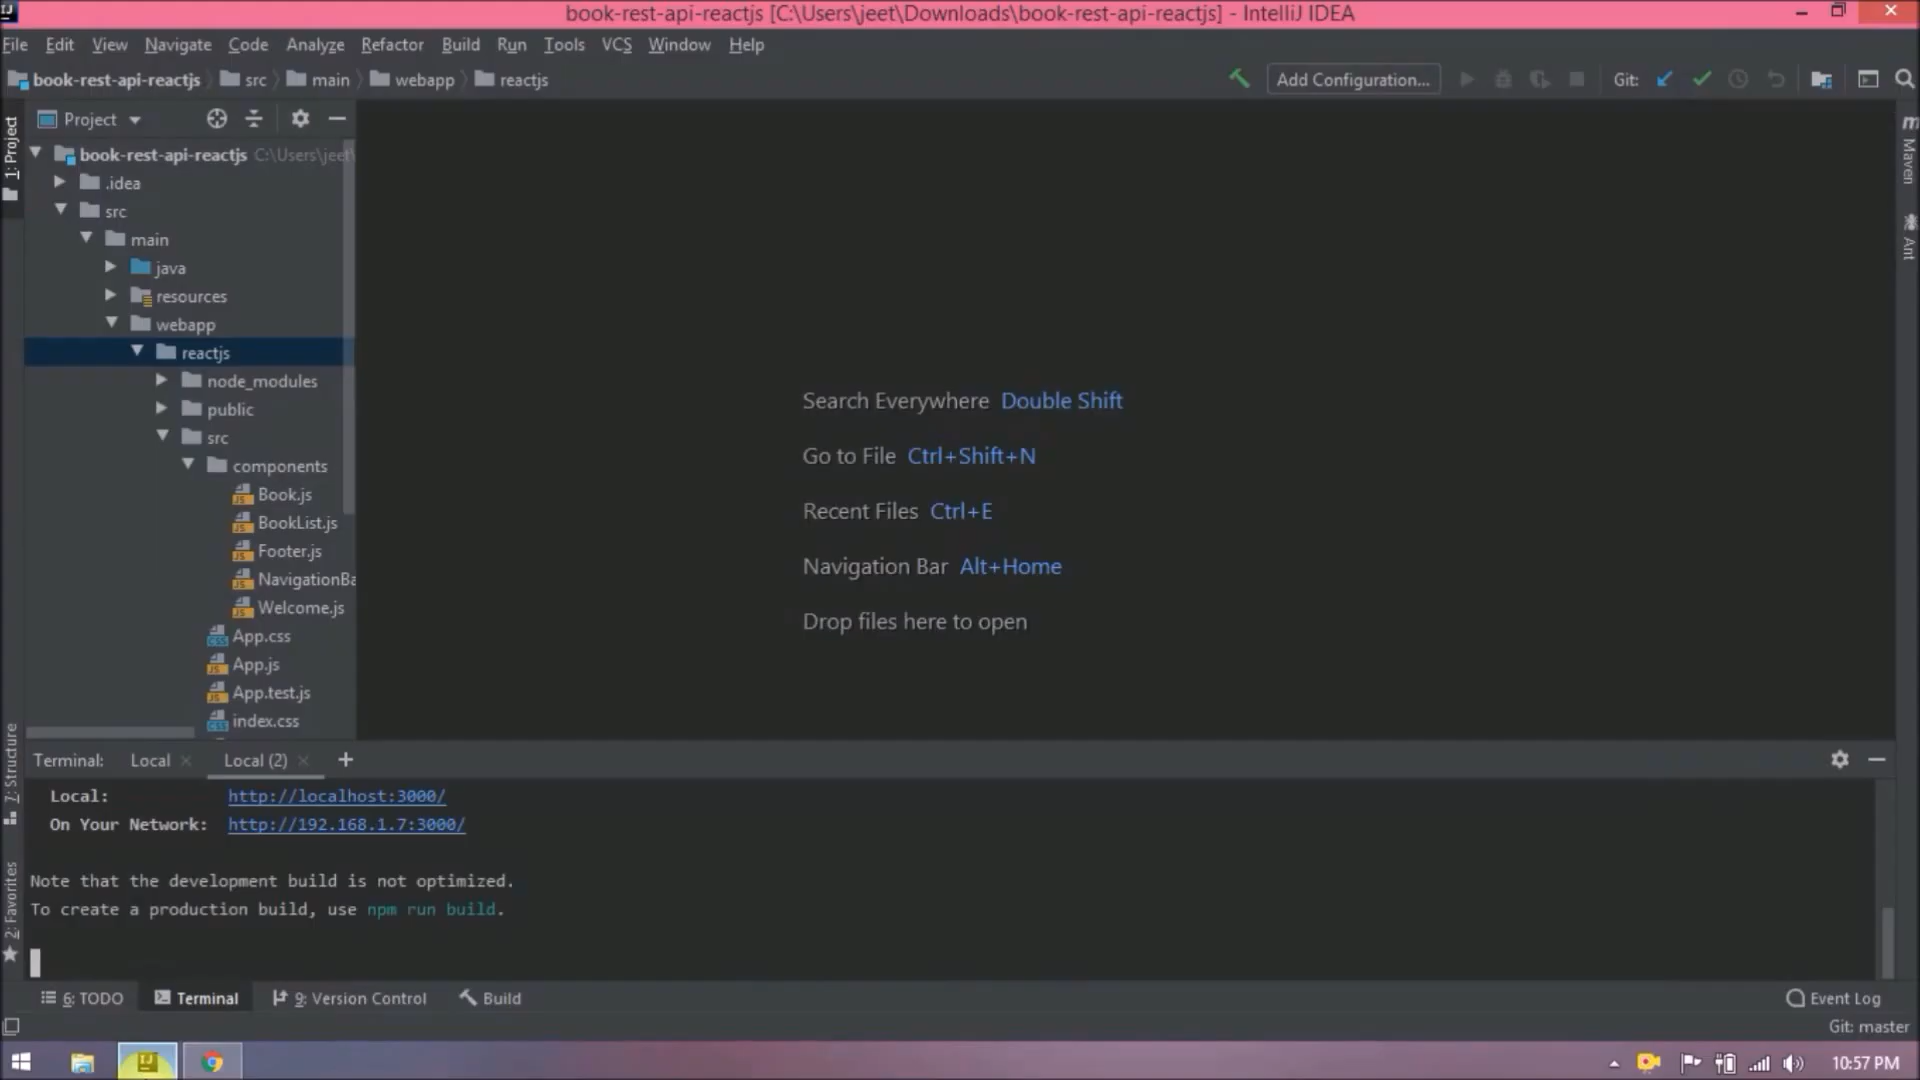 book-rest-api-reactjs [C:\Users\jeet\Downloads\book-rest-api-reactjs] - IntelliJ IDEA
File Edit View Navigate Code Analyze Refactor Build Run Tools VCS Window Help
book-rest-api-reactjs src main webapp reactjs Add Configuration... Git:
Project
1: Project
book-rest-api-reactjs C:\Users\jeet\
.idea
src
main
java
resources
webapp
reactjs
node_modules
public
src
components
Book.js
BookList.js
Footer.js
NavigationBa
Welcome.js
App.css
App.js
App.test.js
index.css
Search Everywhere Double Shift
Go to File Ctrl+Shift+N
Recent Files Ctrl+E
Navigation Bar Alt+Home
Drop files here to open
Maven
Ant
7: Structure
2: Favorites
Terminal: Local Local (2) +
Local: http://localhost:3000/
On Your Network: http://192.168.1.7:3000/
Note that the development build is not optimized.
To create a production build, use npm run build.
6: TODO Terminal 9: Version Control Build Event Log
Git: master
10:57 PM